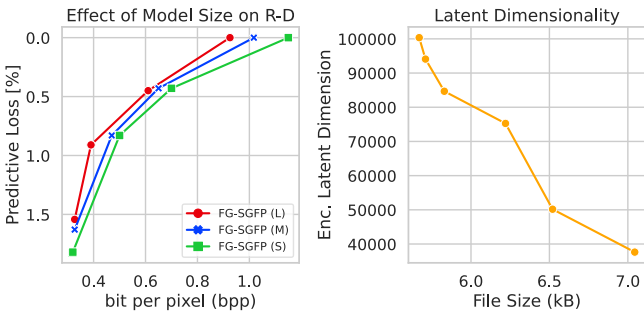 Effect of Model Size on R-D
Predictive Loss [%]
0.0
0.5
1.0
1.5
FG-SGFP (L)
FG-SGFP (M)
FG-SGFP (S)
0.4
0.6
0.8
1.0
bit per pixel (bpp)
Latent Dimensionality
Enc. Latent Dimension
100000
90000
80000
70000
60000
50000
40000
6.0
6.5
7.0
File Size (kB)